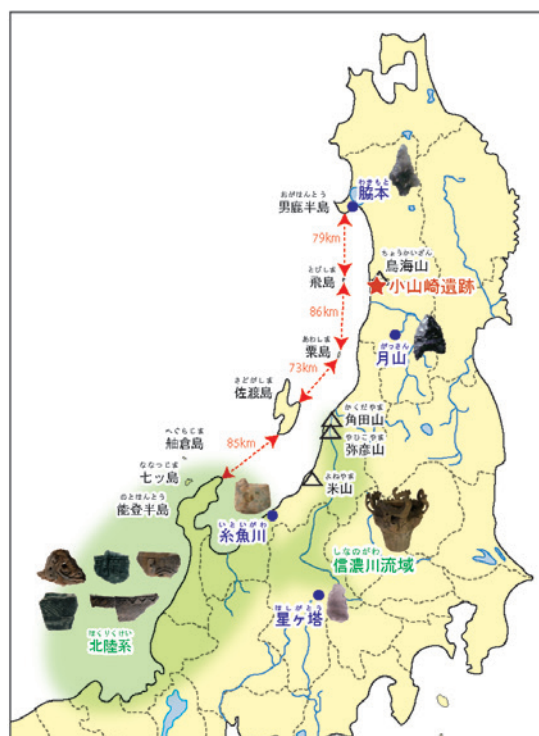 わきもと
脇本
おがはんとう
男鹿半島
79km
ちょうかいざん
鳥海山
とびしま
飛島
小山崎遺跡
86km
がっさん
月山
あわしま
粟島
73km
さどがしま
佐渡島
かくだやま
角田山
やひこやま
弥彦山
へぐらじま
舳倉島
85km
ななつじま
七ッ島
よねやま
米山
のとはんとう
能登半島
いといがわ
糸魚川
しなのがわ
信濃川流域
ほしがとう
星ヶ塔
ほくりくけい
北陸系